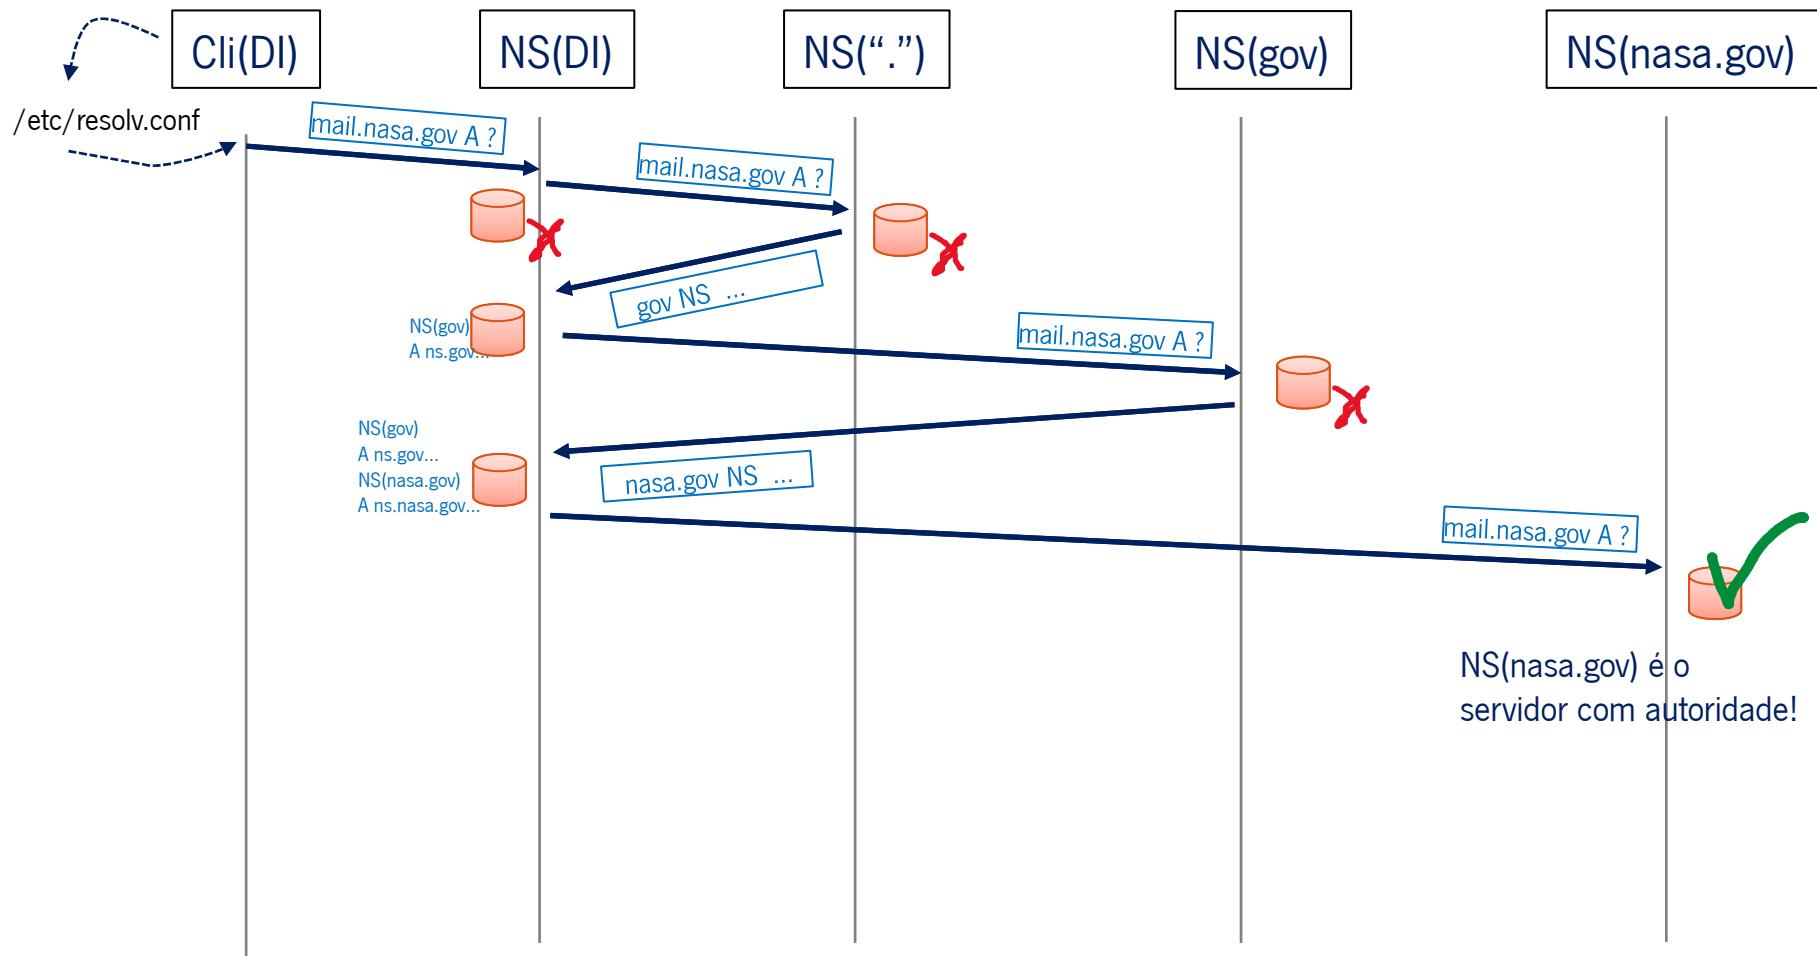 Cli(DI)
NS(DI)
NS(“.”)
NS(gov)
NS(nasa.gov)
/etc/resolv.conf
mail.nasa.gov A ?
mail.nasa.gov A ?
gov NS ...
NS(gov)
A ns.gov...
mail.nasa.gov A ?
NS(gov)
A ns.gov...
NS(nasa.gov)
A ns.nasa.gov...
nasa.gov NS ...
mail.nasa.gov A ?
NS(nasa.gov) é o
servidor com autoridade!